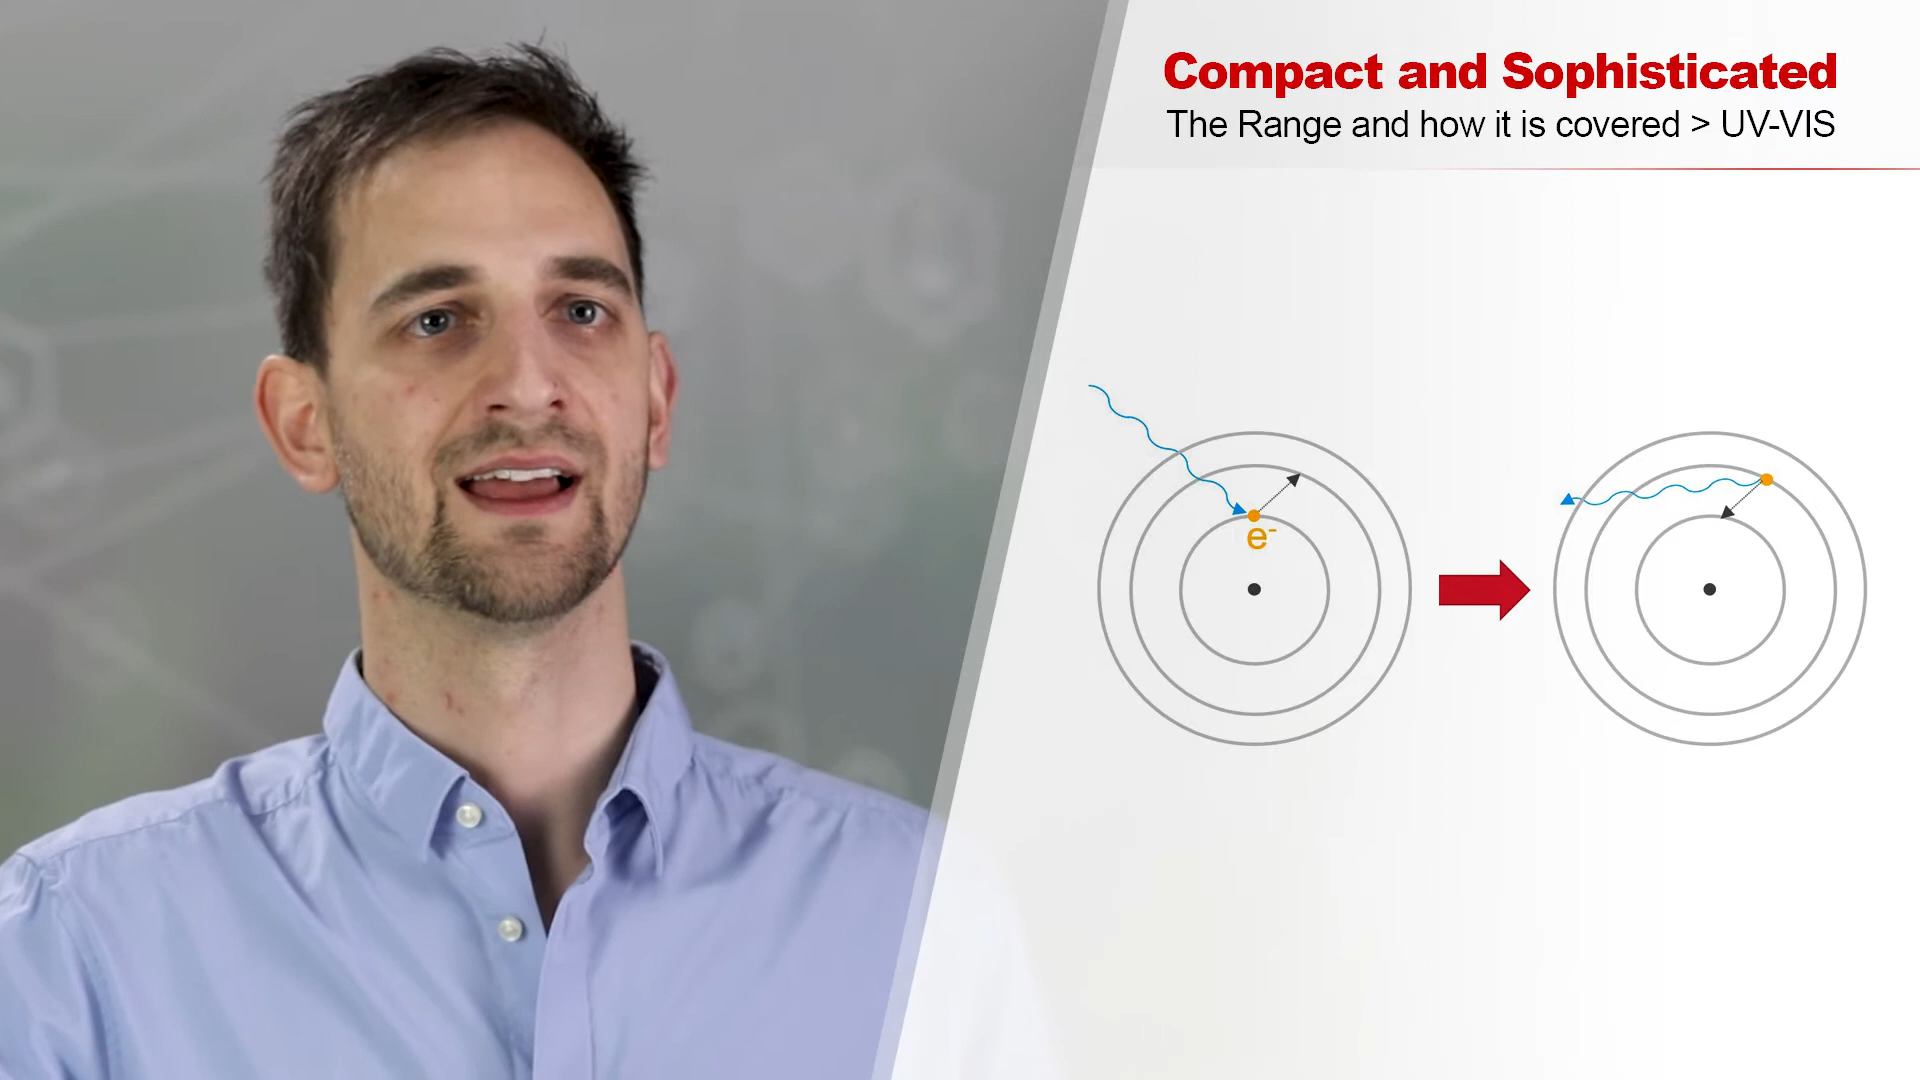 Compact and Sophisticated
The Range and how it is covered > UV-VIS
e-